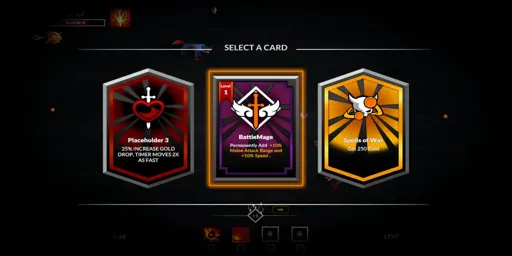 SELECT A CARD
Level
1
Placeholder 3
25% INCREASE GOLD
DROP, TIMER MOVES 2X
AS FAST
BattleMage
Permanently Add +10%
Melee Attack Range and
+10% Speed .
Spoils of War
Get 250 Gold